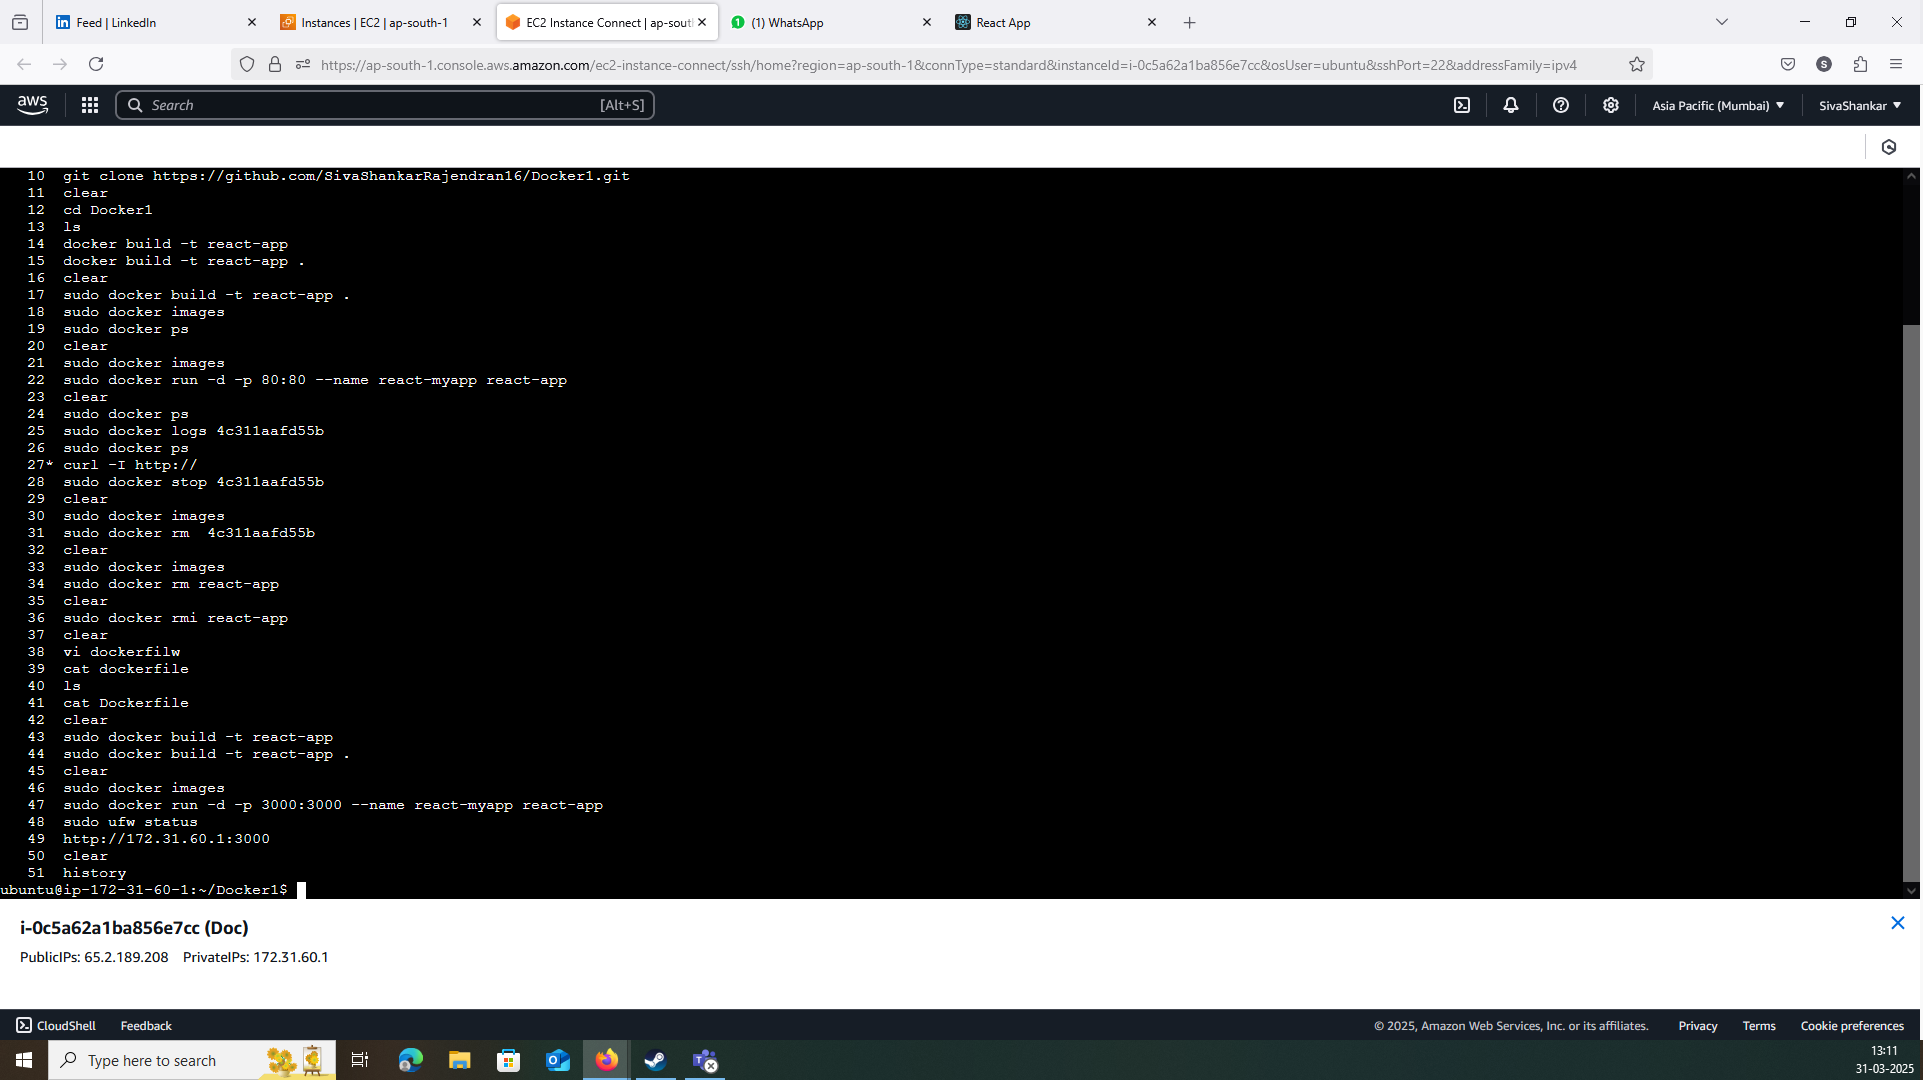 Feed | LinkedIn
Instances | EC2 | ap-south-1
EC2 Instance Connect | ap-sout
1
(1) WhatsApp
React App
https://ap-south-1.console.aws.amazon.com/ec2-instance-connect/ssh/home?region=ap-south-1&connType=standard&instanceId=i-0c5a62a1ba856e7cc&osUser=ubuntu&sshPort=22&addressFamily=ipv4
S
aws
Search
[Alt+S]
Asia Pacific (Mumbai)
SivaShankar
10 git clone https://github.com/SivaShankarRajendran16/Docker1.git
11 clear
12 cd Docker1
13 ls
14 docker build -t react-app
15 docker build -t react-app .
16 clear
17 sudo docker build -t react-app .
18 sudo docker images
19 sudo docker ps
20 clear
21 sudo docker images
22 sudo docker run -d -p 80:80 --name react-myapp react-app
23 clear
24 sudo docker ps
25 sudo docker logs 4c311aafd55b
26 sudo docker ps
27* curl -I http://
28 sudo docker stop 4c311aafd55b
29 clear
30 sudo docker images
31 sudo docker rm  4c311aafd55b
32 clear
33 sudo docker images
34 sudo docker rm react-app
35 clear
36 sudo docker rmi react-app
37 clear
38 vi dockerfilw
39 cat dockerfile
40 ls
41 cat Dockerfile
42 clear
43 sudo docker build -t react-app
44 sudo docker build -t react-app .
45 clear
46 sudo docker images
47 sudo docker run -d -p 3000:3000 --name react-myapp react-app
48 sudo ufw status
49 http://172.31.60.1:3000
50 clear
51 history
ubuntu@ip-172-31-60-1:~/Docker1$
i-0c5a62a1ba856e7cc (Doc)
PublicIPs: 65.2.189.208 PrivateIPs: 172.31.60.1
CloudShell
Feedback
© 2025, Amazon Web Services, Inc. or its affiliates.
Privacy
Terms
Cookie preferences
Type here to search
13:11
31-03-2025